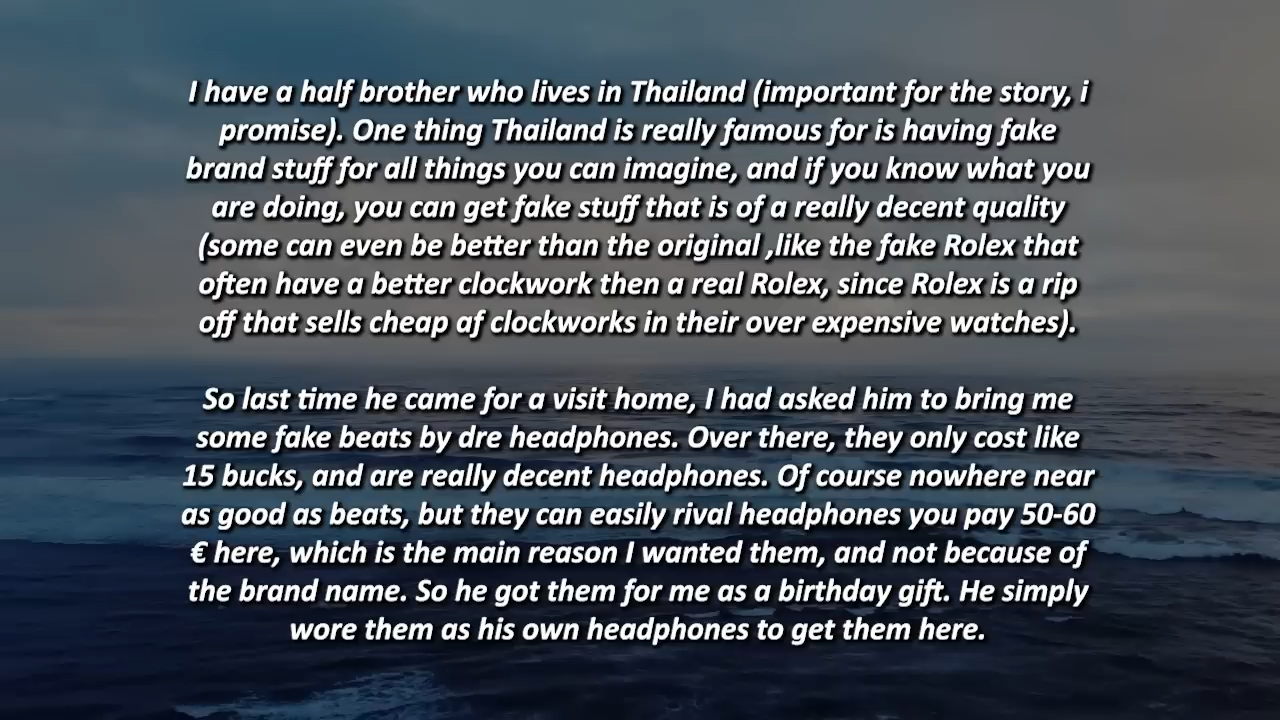 I have a half brother who lives in Thailand (important for the story, i
promise). One thing Thailand is really famous for is having fake
brand stuff for all things you can imagine, and if you know what you
are doing, you can get fake stuff that is of a really decent quality
(some can even be better than the original ,like the fake Rolex that
often have a better clockwork then a real Rolex, since Rolex is a rip
off that sells cheap af clockworks in their over expensive watches).
So last time he came for a visit home, I had asked him to bring me
some fake beats by dre headphones. Over there, they only cost like
15 bucks, and are really decent headphones. Of course nowhere near
as good as beats, but they can easily rival headphones you pay 50-60
€ here, which is the main reason I wanted them, and not because of
the brand name. So he got them for me as a birthday gift. He simply
wore them as his own headphones to get them here.